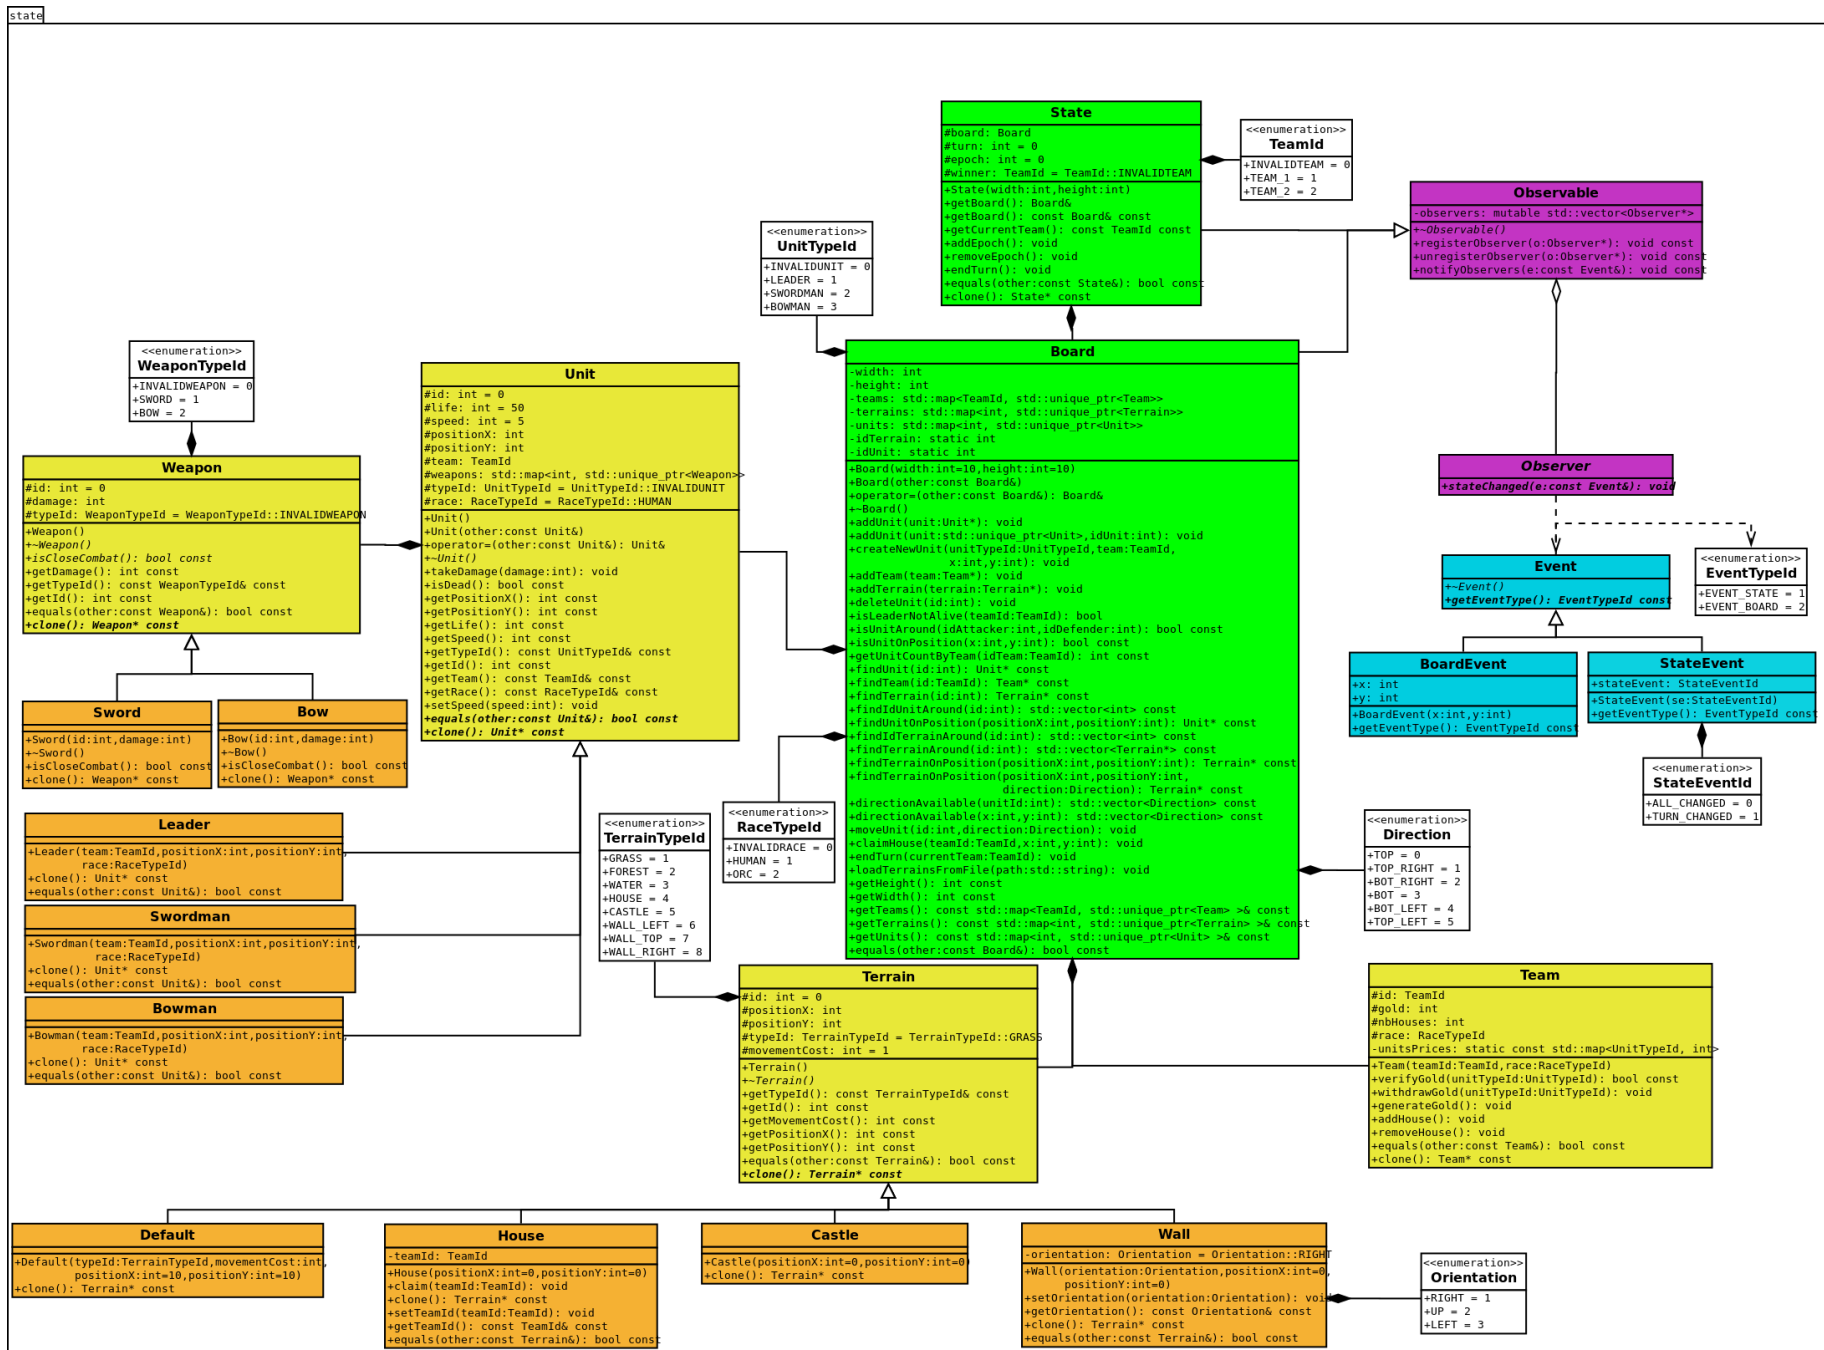 state
State
#board: Board
#turn: int = 0
#epoch: int = 0
#winner: TeamId = TeamId::INVALIDTEAM
+State(width:int,height:int)
+getBoard(): Board&
+getBoard(): const Board& const
+getCurrentTeam(): const TeamId const
+addEpoch(): void
+removeEpoch(): void
+endTurn(): void
+equals(other:const State&): bool const
+clone(): State* const
<<enumeration>>
TeamId
+INVALIDTEAM = 0
+TEAM_1 = 1
+TEAM_2 = 2
Observable
-observers: mutable std::vector<Observer*>
+~Observable()
+registerObserver(o:Observer*): void const
+unregisterObserver(o:Observer*): void const
+notifyObservers(e:const Event&): void const
<<enumeration>>
UnitTypeId
+INVALIDUNIT = 0
+LEADER = 1
+SWORDMAN = 2
+BOWMAN = 3
<<enumeration>>
WeaponTypeId
+INVALIDWEAPON = 0
+SWORD = 1
+BOW = 2
Unit
#id: int = 0
#life: int = 50
#speed: int = 5
#positionX: int
#positionY: int
#team: TeamId
#weapons: std::map<int, std::unique_ptr<Weapon>>
#typeId: UnitTypeId = UnitTypeId::INVALIDUNIT
#race: RaceTypeId = RaceTypeId::HUMAN
+Unit()
+Unit(other:const Unit&)
+operator=(other:const Unit&): Unit&
+~Unit()
+takeDamage(damage:int): void
+isDead(): bool const
+getPositionX(): int const
+getPositionY(): int const
+getLife(): int const
+getSpeed(): int const
+getTypeId(): const UnitTypeId& const
+getId(): int const
+getTeam(): const TeamId& const
+getRace(): const RaceTypeId& const
+setSpeed(speed:int): void
+equals(other:const Unit&): bool const
+clone(): Unit* const
Board
-width: int
-height: int
-teams: std::map<TeamId, std::unique_ptr<Team>>
-terrains: std::map<int, std::unique_ptr<Terrain>>
-units: std::map<int, std::unique_ptr<Unit>>
-idTerrain: static int
-idUnit: static int
+Board(width:int=10,height:int=10)
+Board(other:const Board&)
+operator=(other:const Board&): Board&
+~Board()
+addUnit(unit:Unit*): void
+addUnit(unit:std::unique_ptr<Unit>,idUnit:int): void
+createNewUnit(unitTypeId:UnitTypeId,team:TeamId,
x:int,y:int): void
+addTeam(team:Team*): void
+addTerrain(terrain:Terrain*): void
+deleteUnit(id:int): void
+isLeaderNotAlive(teamId:TeamId): bool
+isUnitAround(idAttacker:int,idDefender:int): bool const
+isUnitOnPosition(x:int,y:int): bool const
+getUnitCountByTeam(idTeam:TeamId): int const
+findUnit(id:int): Unit* const
+findTeam(id:TeamId): Team* const
+findTerrain(id:int): Terrain* const
+findIdUnitAround(id:int): std::vector<int> const
+findUnitOnPosition(positionX:int,positionY:int): Unit* const
+findIdTerrainAround(id:int): std::vector<int> const
+findTerrainAround(id:int): std::vector<Terrain*> const
+findTerrainOnPosition(positionX:int,positionY:int): Terrain* const
+findTerrainOnPosition(positionX:int,positionY:int,
direction:Direction): Terrain* const
+directionAvailable(unitId:int): std::vector<Direction> const
+directionAvailable(x:int,y:int): std::vector<Direction> const
+moveUnit(id:int,direction:Direction): void
+claimHouse(teamId:TeamId,x:int,y:int): void
+endTurn(currentTeam:TeamId): void
+loadTerrainsFromFile(path:std::string): void
+getHeight(): int const
+getWidth(): int const
+getTeams(): const std::map<TeamId, std::unique_ptr<Team> >& const
+getTerrains(): const std::map<int, std::unique_ptr<Terrain> >& const
+getUnits(): const std::map<int, std::unique_ptr<Unit> >& const
+equals(other:const Board&): bool const
Weapon
#id: int = 0
#damage: int
#typeId: WeaponTypeId = WeaponTypeId::INVALIDWEAPON
+Weapon()
+~Weapon()
+isCloseCombat(): bool const
+getDamage(): int const
+getTypeId(): const WeaponTypeId& const
+getId(): int const
+equals(other:const Weapon&): bool const
+clone(): Weapon* const
Observer
+stateChanged(e:const Event&): void
Event
+~Event()
+getEventType(): EventTypeId const
<<enumeration>>
EventTypeId
+EVENT_STATE = 1
+EVENT_BOARD = 2
BoardEvent
+x: int
+y: int
+BoardEvent(x:int,y:int)
+getEventType(): EventTypeId const
StateEvent
+stateEvent: StateEventId
+StateEvent(se:StateEventId)
+getEventType(): EventTypeId const
<<enumeration>>
StateEventId
+ALL_CHANGED = 0
+TURN_CHANGED = 1
Sword
+Sword(id:int,damage:int)
+~Sword()
+isCloseCombat(): bool const
+clone(): Weapon* const
Bow
+Bow(id:int,damage:int)
+~Bow()
+isCloseCombat(): bool const
+clone(): Weapon* const
Leader
+Leader(team:TeamId,positionX:int,positionY:int,
race:RaceTypeId)
+clone(): Unit* const
+equals(other:const Unit&): bool const
Swordman
+Swordman(team:TeamId,positionX:int,positionY:int,
race:RaceTypeId)
+clone(): Unit* const
+equals(other:const Unit&): bool const
Bowman
+Bowman(team:TeamId,positionX:int,positionY:int,
race:RaceTypeId)
+clone(): Unit* const
+equals(other:const Unit&): bool const
<<enumeration>>
TerrainTypeId
+GRASS = 1
+FOREST = 2
+WATER = 3
+HOUSE = 4
+CASTLE = 5
+WALL_LEFT = 6
+WALL_TOP = 7
+WALL_RIGHT = 8
<<enumeration>>
RaceTypeId
+INVALIDRACE = 0
+HUMAN = 1
+ORC = 2
<<enumeration>>
Direction
+TOP = 0
+TOP_RIGHT = 1
+BOT_RIGHT = 2
+BOT = 3
+BOT_LEFT = 4
+TOP_LEFT = 5
Terrain
#id: int = 0
#positionX: int
#positionY: int
#typeId: TerrainTypeId = TerrainTypeId::GRASS
#movementCost: int = 1
+Terrain()
+~Terrain()
+getTypeId(): const TerrainTypeId& const
+getId(): int const
+getMovementCost(): int const
+getPositionX(): int const
+getPositionY(): int const
+equals(other:const Terrain&): bool const
+clone(): Terrain* const
Team
#id: TeamId
#gold: int
#nbHouses: int
#race: RaceTypeId
-unitsPrices: static const std::map<UnitTypeId, int>
+Team(teamId:TeamId,race:RaceTypeId)
+verifyGold(unitTypeId:UnitTypeId): bool const
+withdrawGold(unitTypeId:UnitTypeId): void
+generateGold(): void
+addHouse(): void
+removeHouse(): void
+equals(other:const Team&): bool const
+clone(): Team* const
Default
+Default(typeId:TerrainTypeId,movementCost:int,
positionX:int=10,positionY:int=10)
+clone(): Terrain* const
House
-teamId: TeamId
+House(positionX:int=0,positionY:int=0)
+claim(teamId:TeamId): void
+clone(): Terrain* const
+setTeamId(teamId:TeamId): void
+getTeamId(): const TeamId& const
+equals(other:const Terrain&): bool const
Castle
+Castle(positionX:int=0,positionY:int=0)
+clone(): Terrain* const
Wall
-orientation: Orientation = Orientation::RIGHT
+Wall(orientation:Orientation,positionX:int=0,
positionY:int=0)
+setOrientation(orientation:Orientation): void
+getOrientation(): const Orientation& const
+clone(): Terrain* const
+equals(other:const Terrain&): bool const
<<enumeration>>
Orientation
+RIGHT = 1
+UP = 2
+LEFT = 3